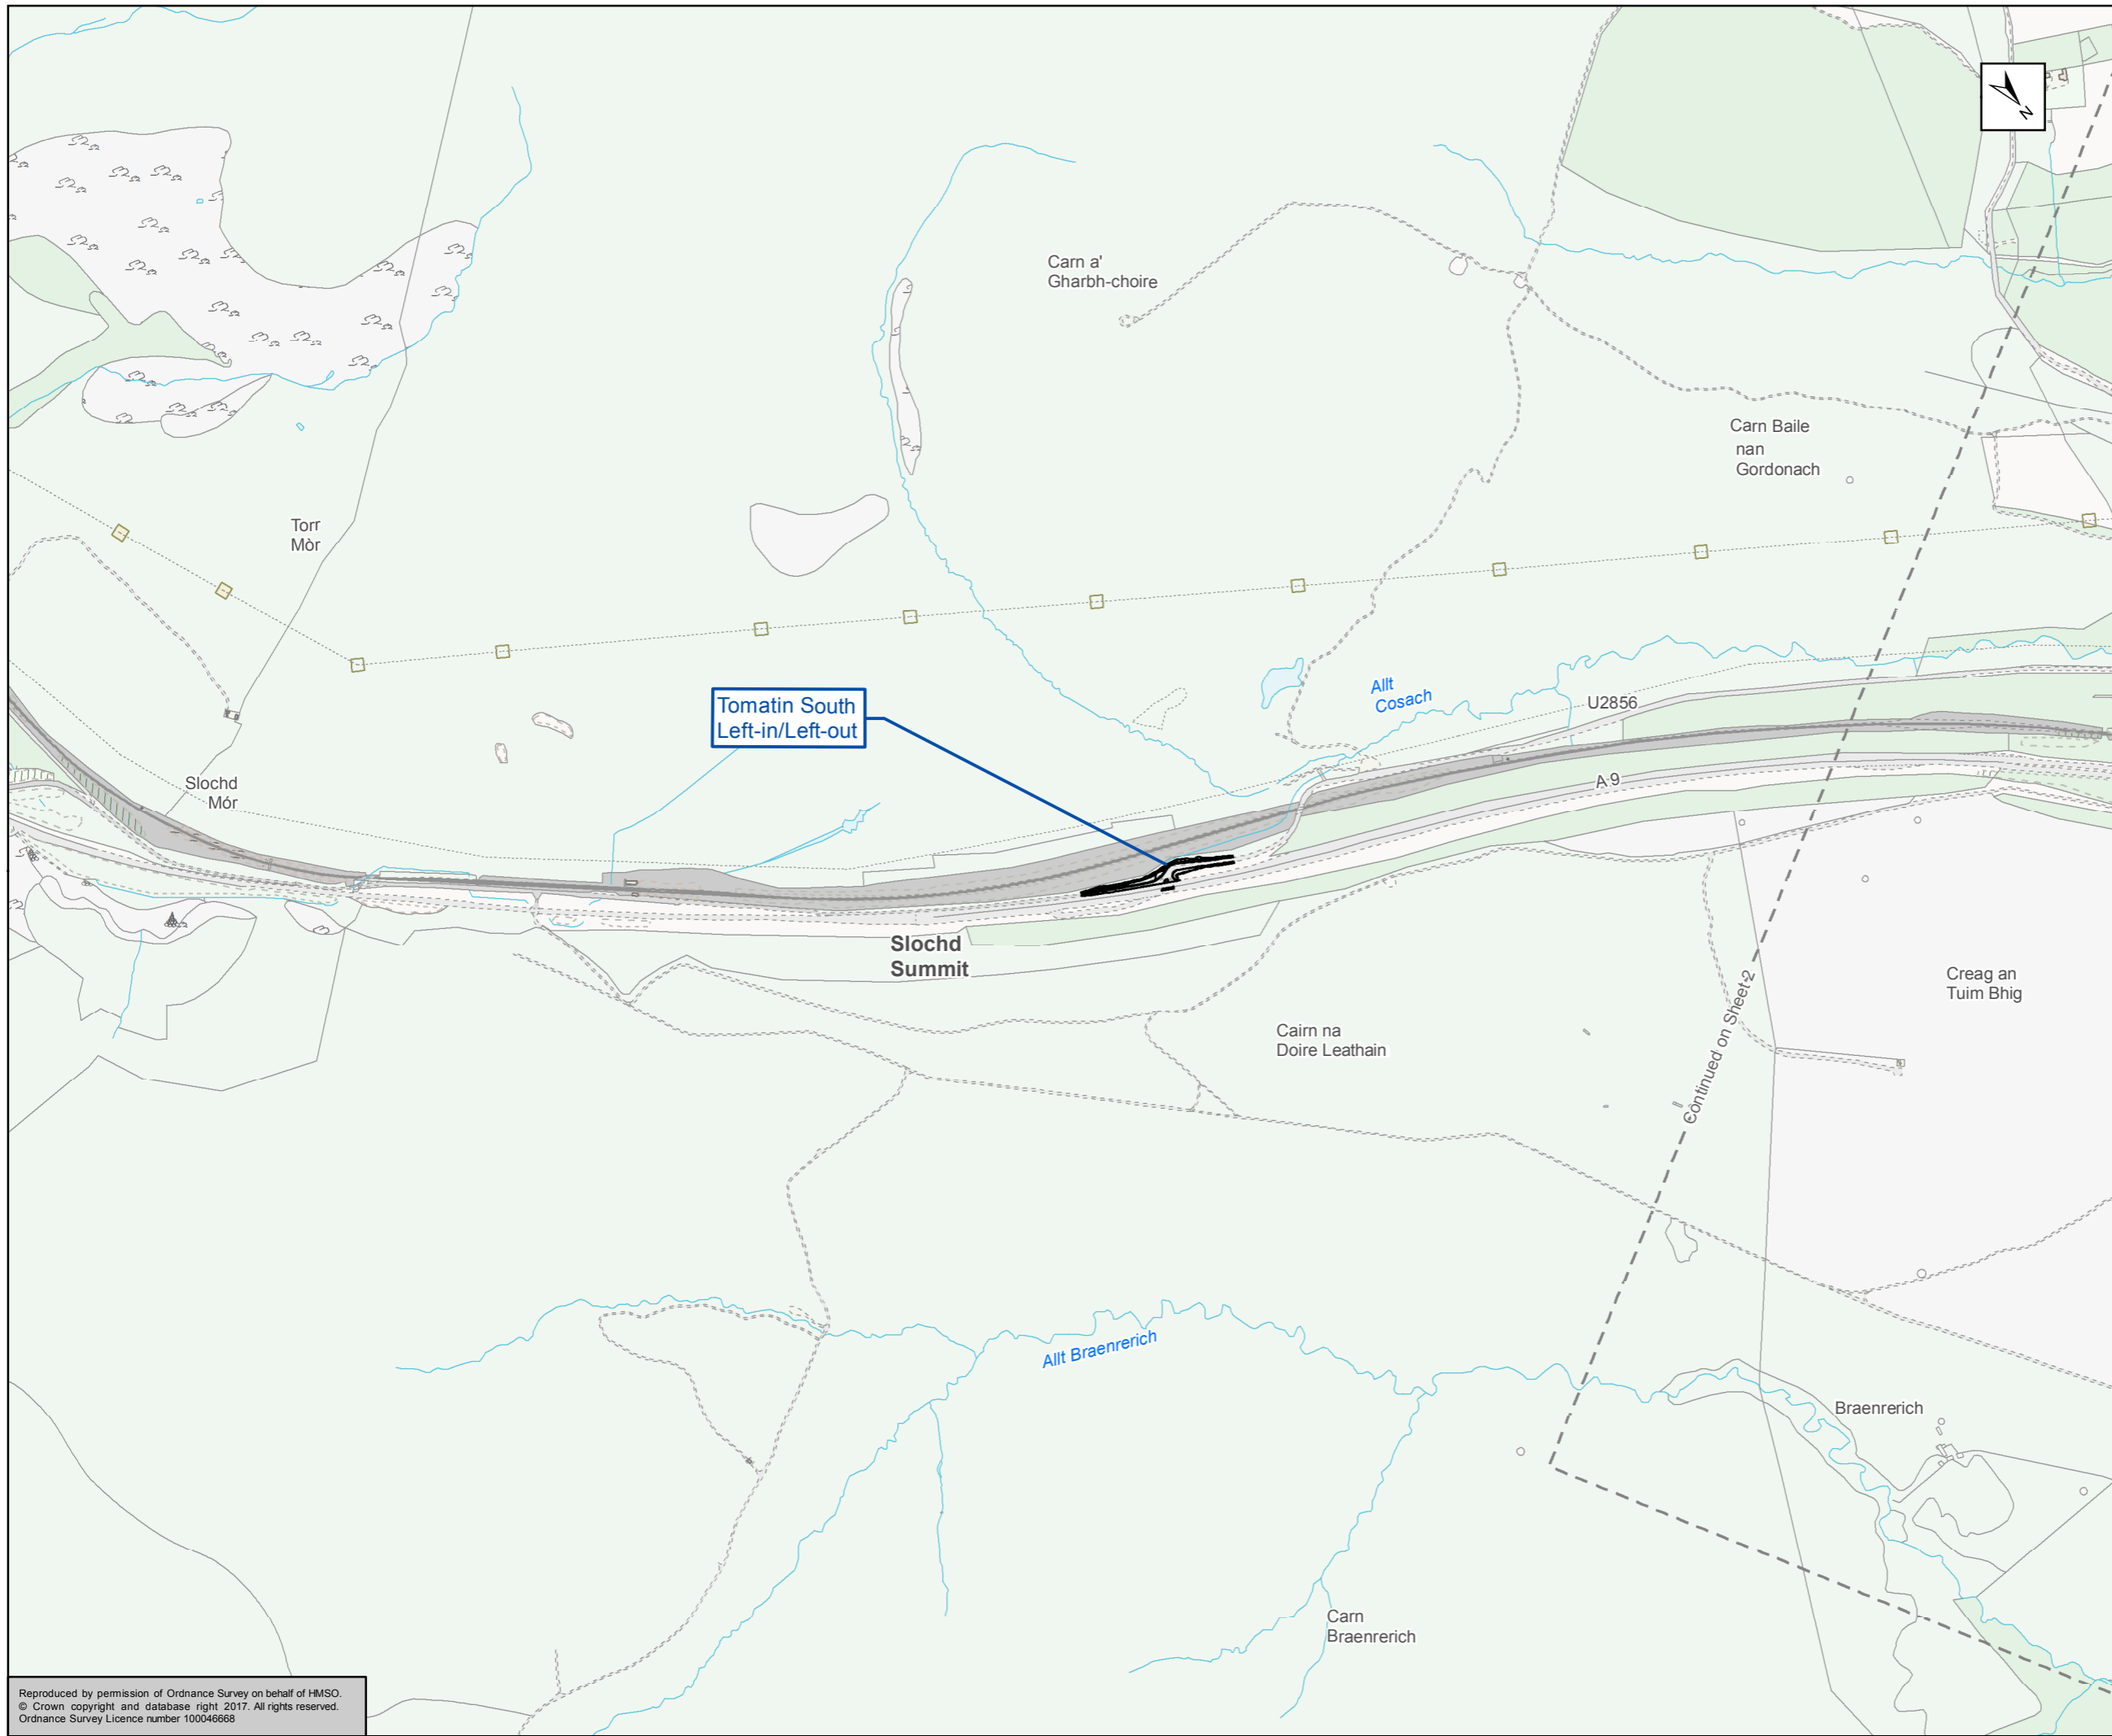 N
Carn a'
Gharbh-choire
Carn Baile
nan
Gordonach
Torr
Mòr
Allt
Cosach
U2856
Tomatin South
Left-in/Left-out
Slochd
Mór
A 9
Slochd
Summit
Continued on Sheet 2
Creag an
Tuim Bhig
Cairn na
Doire Leathain
Allt Braenrerich
Braenrerich
Carn
Braenrerich
Reproduced by permission of Ordnance Survey on behalf of HMSO.
© Crown copyright and database right 2017. All rights reserved.
Ordnance Survey Licence number 100046668